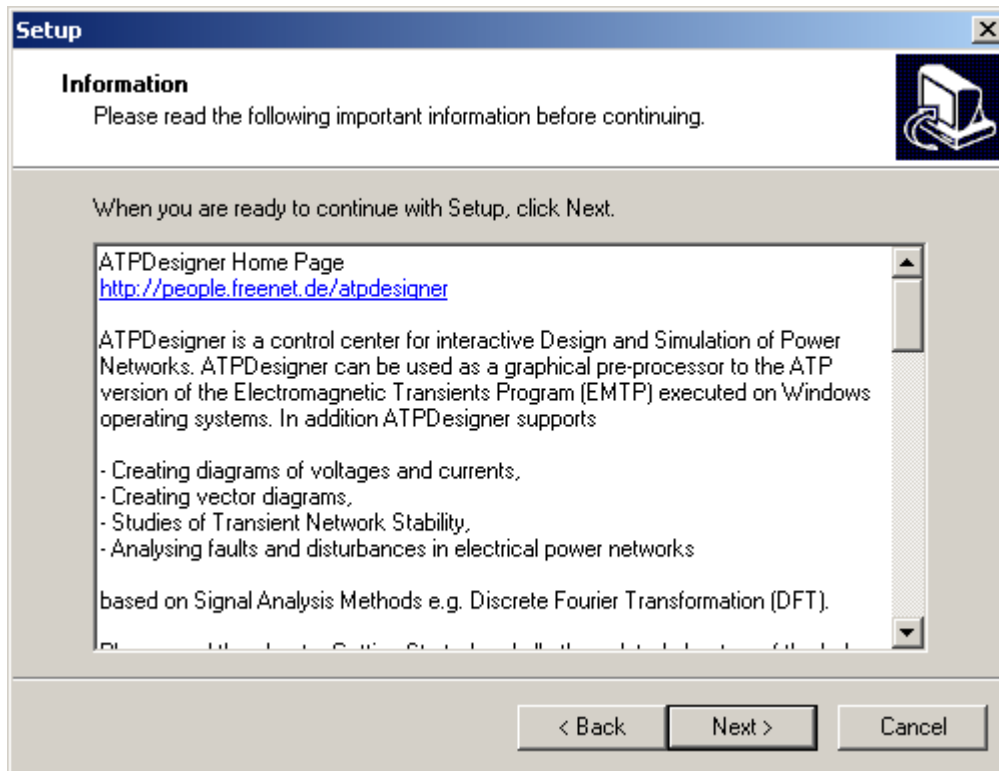 Setup
Information
Please read the following important information before continuing.
When you are ready to continue with Setup, click Next.
ATPDesigner Home Page
http://people.freenet.de/atpdesigner
ATPDesigner is a control center for interactive Design and Simulation of Power
Networks. ATPDesigner can be used as a graphical pre-processor to the ATP
version of the Electromagnetic Transients Program (EMTP) executed on Windows
operating systems. In addition ATPDesigner supports
- Creating diagrams of voltages and currents,
- Creating vector diagrams,
- Studies of Transient Network Stability,
- Analysing faults and disturbances in electrical power networks
based on Signal Analysis Methods e.g. Discrete Fourier Transformation (DFT).
< Back
Next >
Cancel